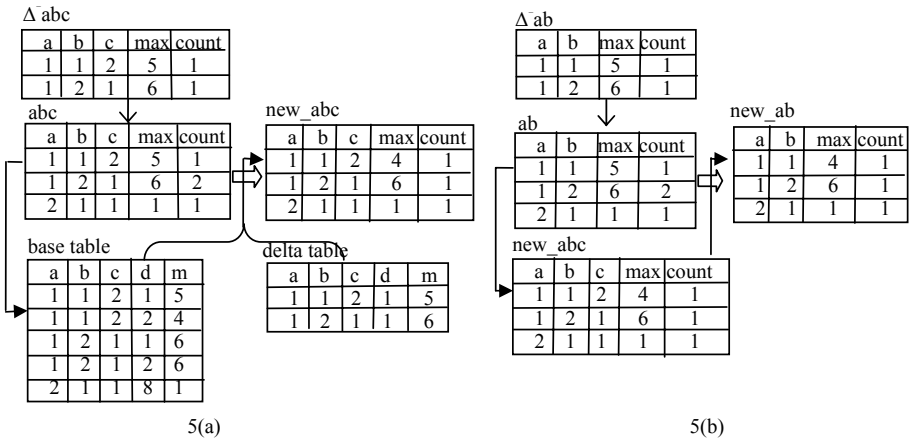 Δ⁻abc
a b c max count
1 1 2 5 1
1 2 1 6 1
abc
a b c max count
1 1 2 5 1
1 2 1 6 2
2 1 1 1 1
new_abc
a b c max count
1 1 2 4 1
1 2 1 6 1
2 1 1 1 1
base table
a b c d m
1 1 2 1 5
1 1 2 2 4
1 2 1 1 6
1 2 1 2 6
2 1 1 8 1
delta table
a b c d m
1 1 2 1 5
1 2 1 1 6
5(a)
Δ⁻ab
a b max count
1 1 5 1
1 2 6 1
ab
a b max count
1 1 5 1
1 2 6 2
2 1 1 1
new_ab
a b max count
1 1 4 1
1 2 6 1
2 1 1 1
new_abc
a b c max count
1 1 2 4 1
1 2 1 6 1
2 1 1 1 1
5(b)